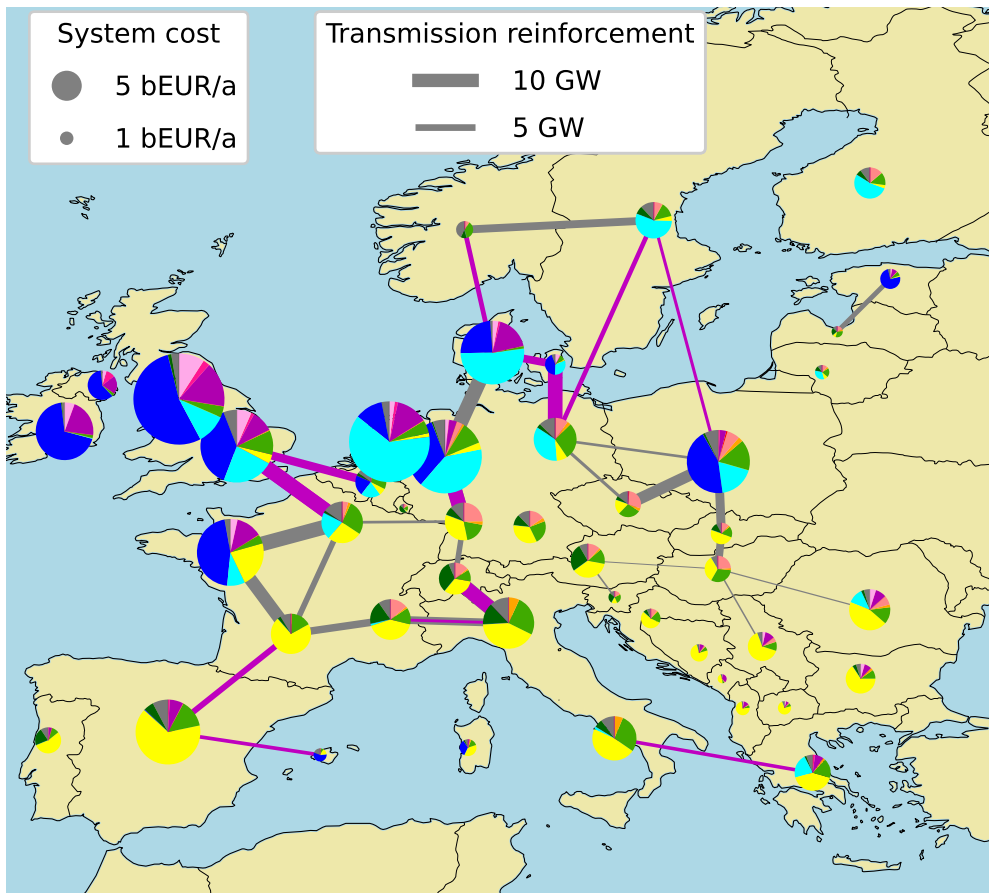 System cost
5 bEUR/a
1 bEUR/a
Transmission reinforcement
10 GW
5 GW